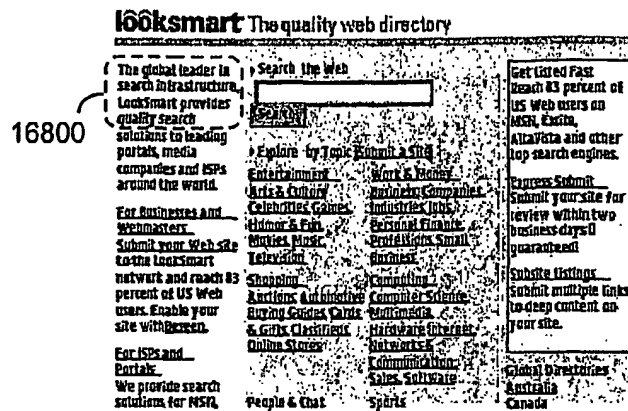 looksmart The quality web directory
16800
The global leader in
search infrastructure,
LookSmart provides
quality search
solutions to leading
portals, media
companies and ISPs
around the world.
For Businesses and
Webmasters
Submit your Web site
to the LookSmart
network and reach 83
percent of US Web
users. Enable your
site with
For ISPs and
Portals
We provide search
solutions for MSN,
Search the Web
Search
Explore by Topic Submit a Site
Entertainment
Arts & Culture
Celebrities Games
Humor & Fun
Movies Music
Television
Shopping
Auctions Automotive
Buying Guides Cards
& Gifts Classifieds
Online Stores
People & Chat
Work & Money
Business Companies
Industries Jobs
Personal Finance
Professions Small
Business
Computing
Computer Science
Multimedia
Hardware Internet
Networks &
Communication
Sales Software
Sports
Get Listed Fast
Reach 83 percent of
US Web users on
MSN, Excite,
AltaVista and other
top search engines.
Express Submit
Submit your site for
review within two
business days
guaranteed
Subsite Listings
Submit multiple links
to deep content on
your site.
Global Directories
Australia
Canada